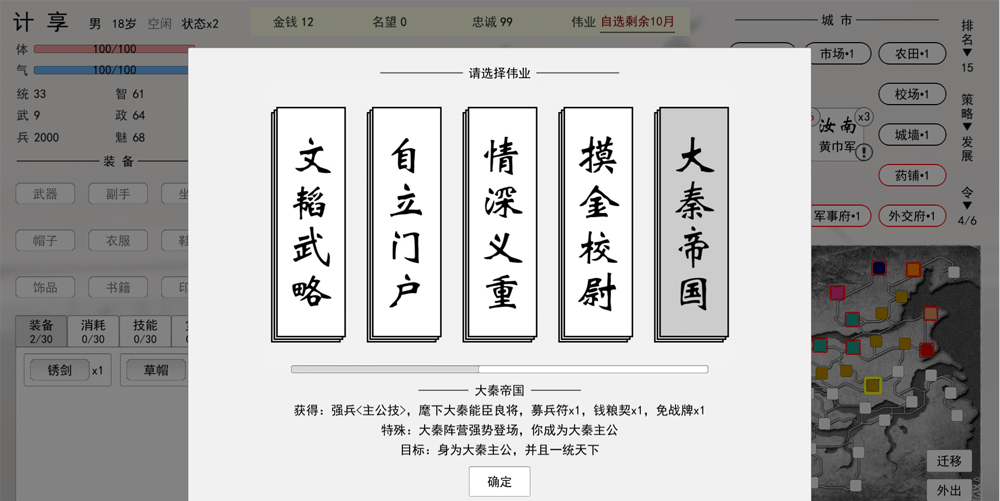 计享 男 18岁 空闲 状态x2
金钱 12 名望 0 忠诚 99 伟业 自选剩余10月
体 100/100
气 100/100
统 33 智 61
武 9 政 64
兵 2000 魅 68
装备
武器 副手
帽子 衣服
饰品 书籍
装备 2/30
消耗 0/30
技能 0/30
锈剑 x1
草帽
请选择伟业
文韬武略
自立门户
情深义重
摸金校尉
大秦帝国
大秦帝国
获得: 强兵<主公技>, 麾下大秦能臣良将, 募兵符x1, 钱粮契x1, 免战牌x1
特殊: 大秦阵营强势登场, 你成为大秦主公
目标: 身为大秦主公, 并且一统天下
确定
城市
市场•1 农田•1
校场•1
城墙•1
药铺•1
军事府•1 外交府•1
汝南 x3
黄巾军
排名▼15
策略▼发展
令▼4/6
迁移
外出